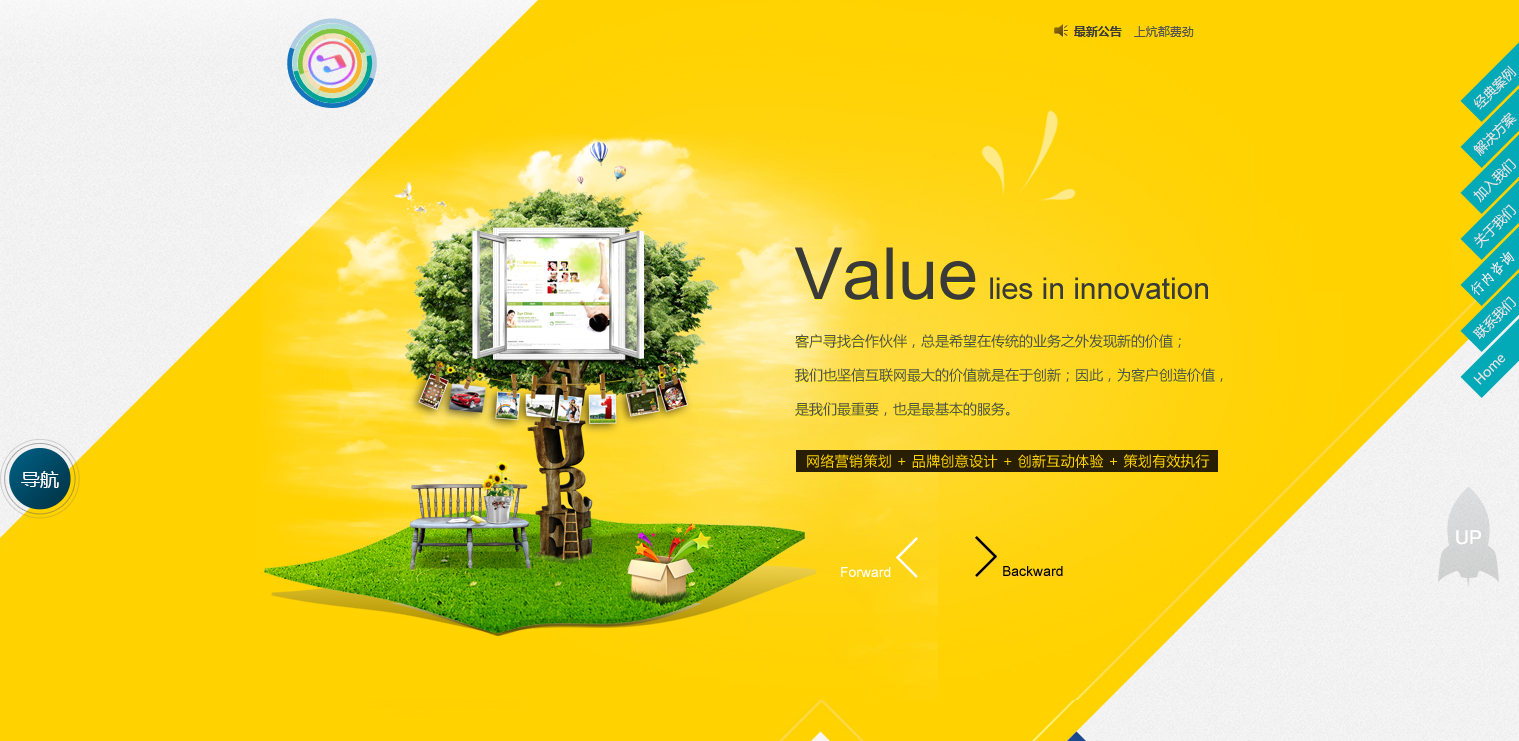 最新公告 上炕都费劲
经典案例
解决方案
加入我们
关于我们
行内咨询
联系我们
Home
Value lies in innovation
客户寻找合作伙伴，总是希望在传统的业务之外发现新的价值；
我们也坚信互联网最大的价值就是在于创新；因此，为客户创造价值，
是我们最重要，也是最基本的服务。
网络营销策划 + 品牌创意设计 + 创新互动体验 + 策划有效执行
导航
URE
1
UP
Forward
Backward